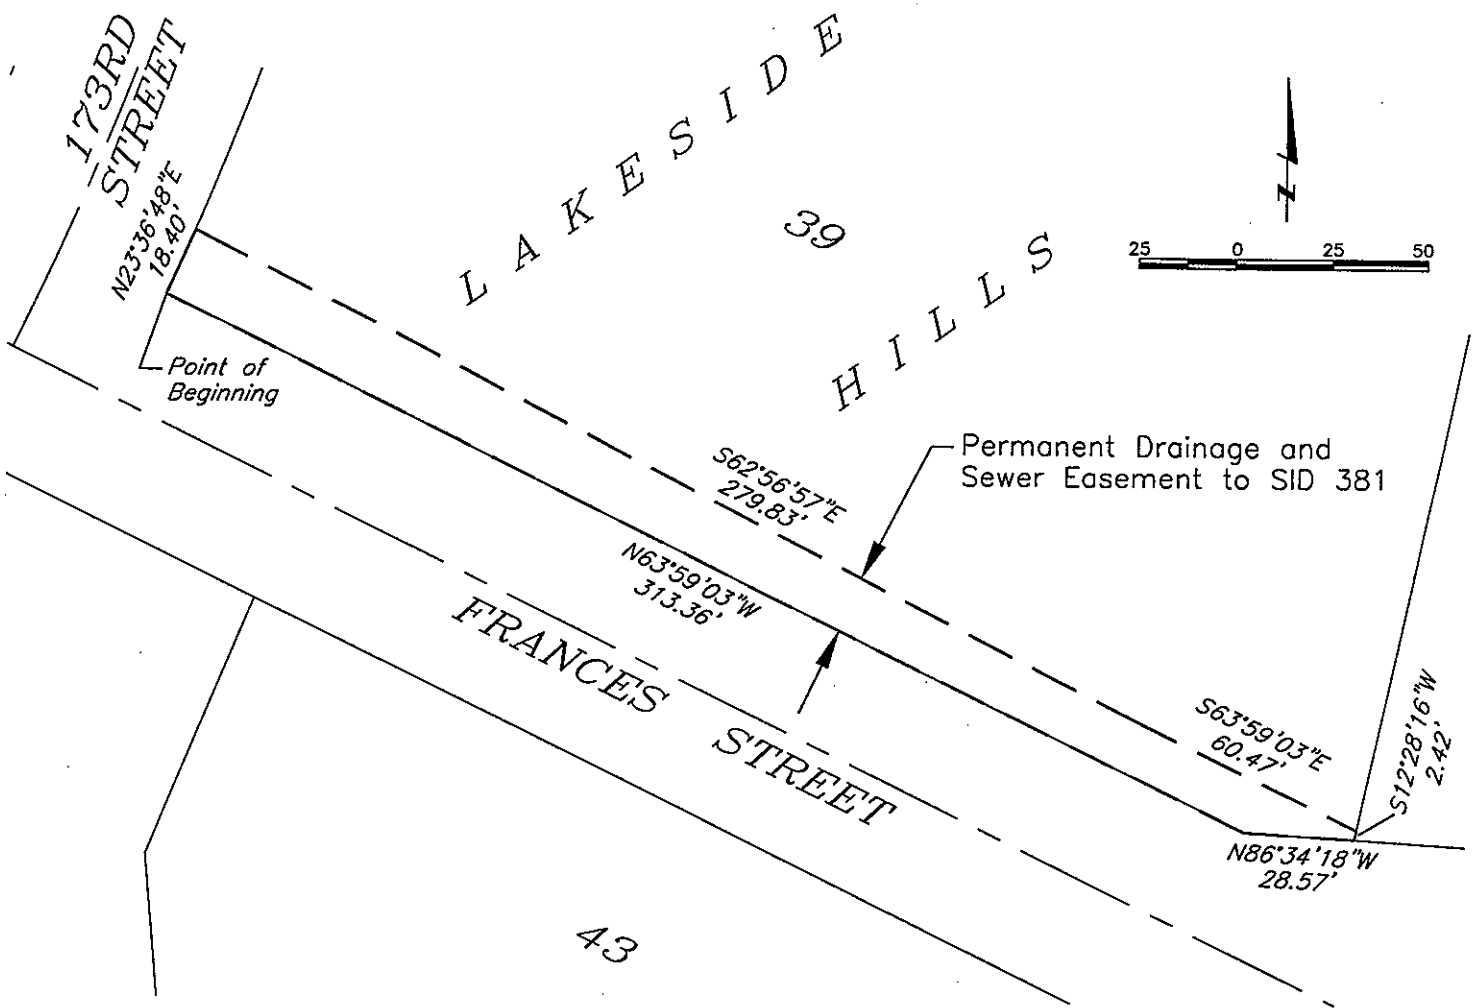 173RD
STREET
N23°36'48"E
18.40'
LAKESIDE
39
HILLS
N
25 0 25 50
Point of
Beginning
Permanent Drainage and
Sewer Easement to SID 381
S62°56'57"E
279.83'
N63°59'03"W
313.36'
FRANCES STREET
S63°59'03"E
60.47'
S12°28'16"W
2.42'
N86°34'18"W
28.57'
43